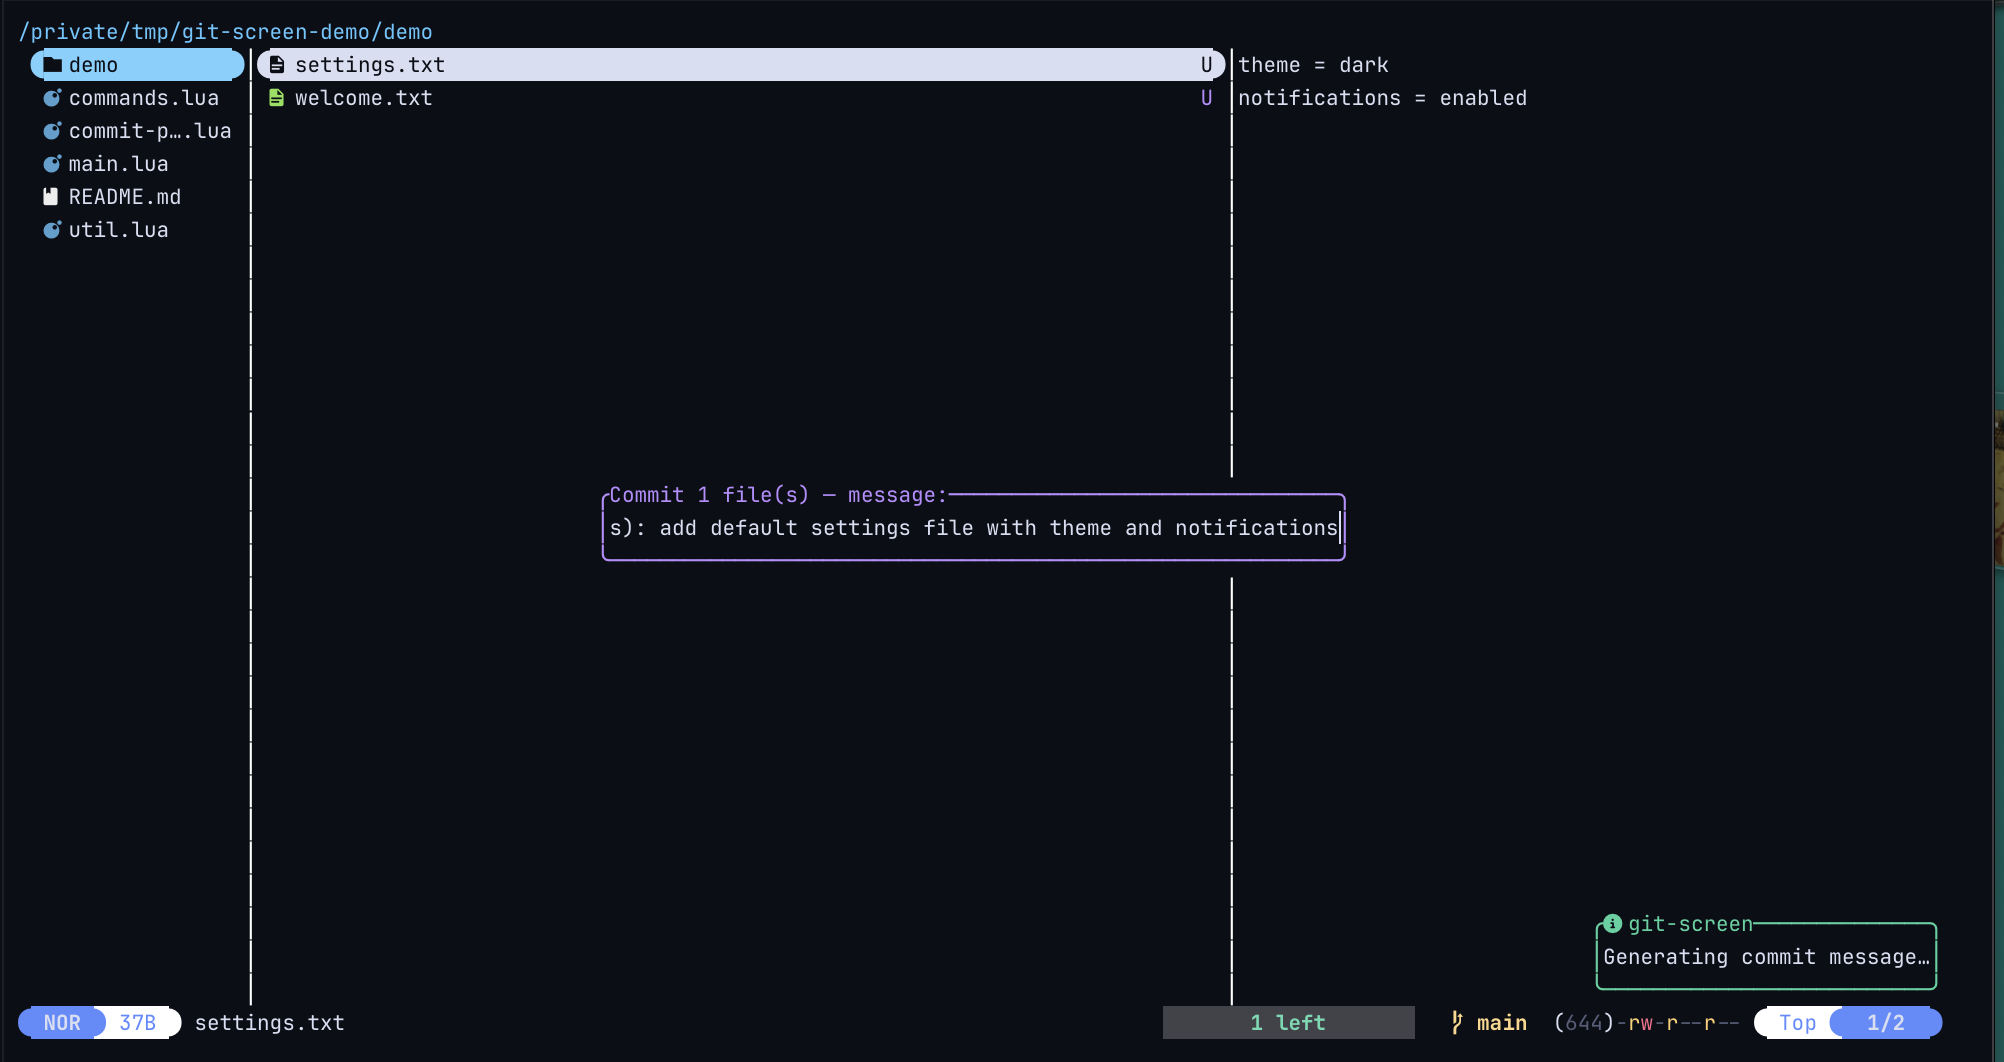 /private/tmp/git-screen-demo/demo
demo
commands.lua
commit-p….lua
main.lua
README.md
util.lua
settings.txt U
welcome.txt U
theme = dark
notifications = enabled
Commit 1 file(s) — message:
s): add default settings file with theme and notifications
git-screen
Generating commit message…
NOR 37B settings.txt 1 left main (644)-rw-r--r-- Top 1/2